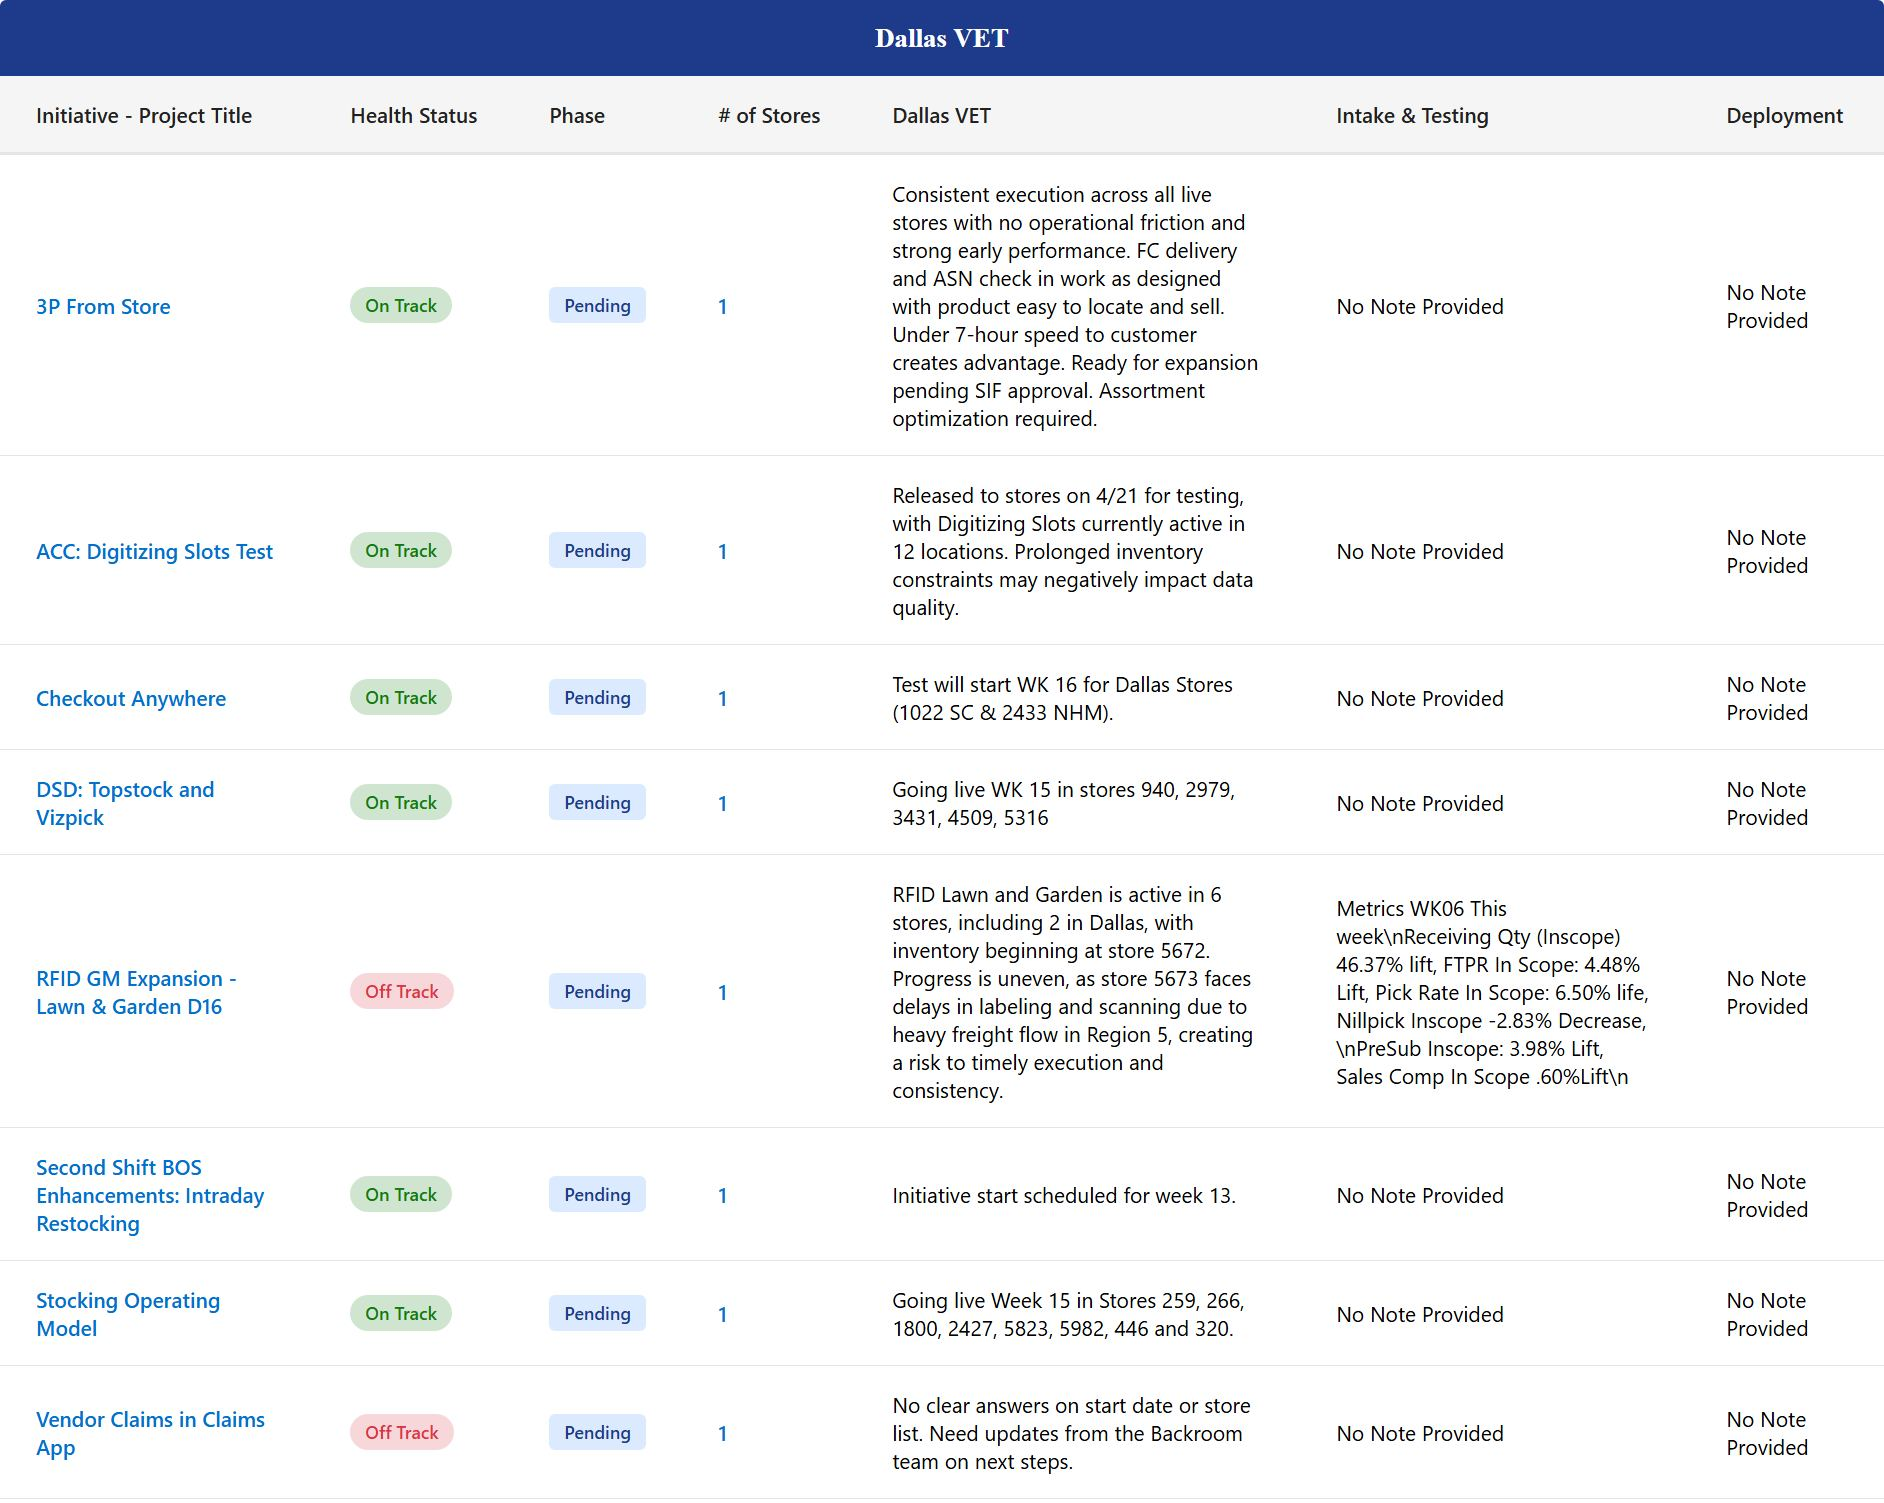 Dallas VET
Initiative - Project Title
Health Status
Phase
# of Stores
Dallas VET
Intake & Testing
Deployment
3P From Store
On Track
Pending
1
Consistent execution across all live
stores with no operational friction and
strong early performance. FC delivery
and ASN check in work as designed
with product easy to locate and sell.
Under 7-hour speed to customer
creates advantage. Ready for expansion
pending SIF approval. Assortment
optimization required.
No Note Provided
No Note
Provided
ACC: Digitizing Slots Test
On Track
Pending
1
Released to stores on 4/21 for testing,
with Digitizing Slots currently active in
12 locations. Prolonged inventory
constraints may negatively impact data
quality.
No Note Provided
No Note
Provided
Checkout Anywhere
On Track
Pending
1
Test will start WK 16 for Dallas Stores
(1022 SC & 2433 NHM).
No Note Provided
No Note
Provided
DSD: Topstock and
Vizpick
On Track
Pending
1
Going live WK 15 in stores 940, 2979,
3431, 4509, 5316
No Note Provided
No Note
Provided
RFID GM Expansion -
Lawn & Garden D16
Off Track
Pending
1
RFID Lawn and Garden is active in 6
stores, including 2 in Dallas, with
inventory beginning at store 5672.
Progress is uneven, as store 5673 faces
delays in labeling and scanning due to
heavy freight flow in Region 5, creating
a risk to timely execution and
consistency.
Metrics WK06 This
week\nReceiving Qty (Inscope)
46.37% lift, FTPR In Scope: 4.48%
Lift, Pick Rate In Scope: 6.50% life,
Nillpick Inscope -2.83% Decrease,
\nPreSub Inscope: 3.98% Lift,
Sales Comp In Scope .60%Lift\n
No Note
Provided
Second Shift BOS
Enhancements: Intraday
Restocking
On Track
Pending
1
Initiative start scheduled for week 13.
No Note Provided
No Note
Provided
Stocking Operating
Model
On Track
Pending
1
Going live Week 15 in Stores 259, 266,
1800, 2427, 5823, 5982, 446 and 320.
No Note Provided
No Note
Provided
Vendor Claims in Claims
App
Off Track
Pending
1
No clear answers on start date or store
list. Need updates from the Backroom
team on next steps.
No Note Provided
No Note
Provided